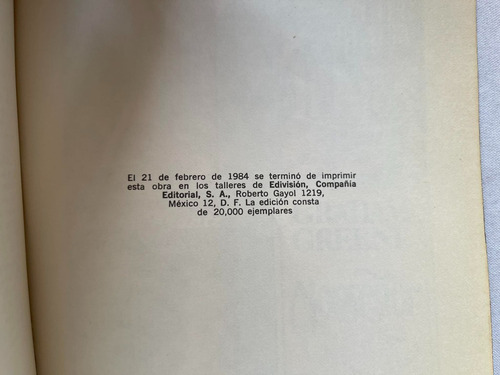 El 21 de febrero de 1984 se terminó de imprimir
esta obra en los talleres de Edivisión, Compañía
Editorial, S. A., Roberto Gayol 1219,
México 12, D. F. La edición consta
de 20,000 ejemplares